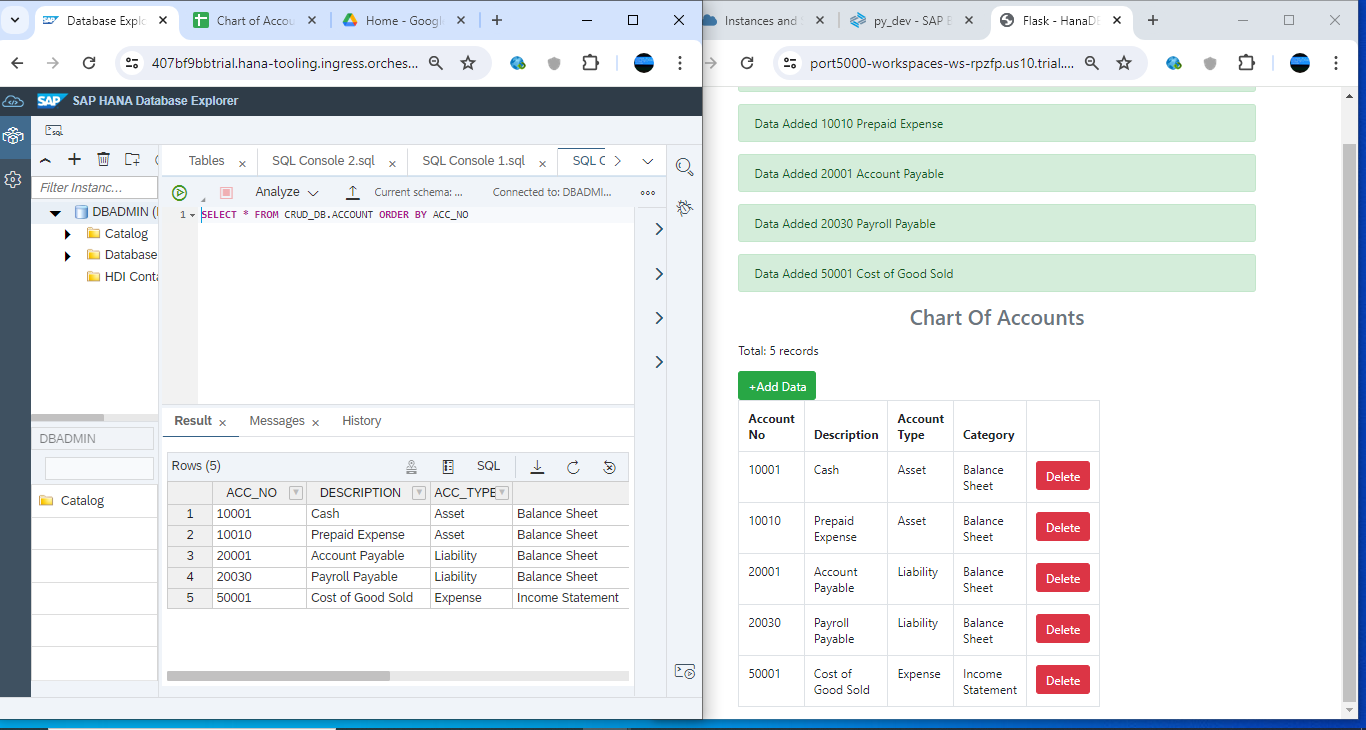 Database Explo
Chart of Accou
Home - Googl
407bf9bbtrial.hana-tooling.ingress.orches...
SAP SAP HANA Database Explorer
SQL
Tables
SQL Console 2.sql
SQL Console 1.sql
SQL C
Filter Instanc...
Analyze
Current schema: ...
Connected to: DBADMI...
DBADMIN (
Catalog
Database
HDI Conta
1 SELECT * FROM CRUD_DB.ACCOUNT ORDER BY ACC_NO
DBADMIN
Catalog
Result
Messages
History
Rows (5)
SQL
ACC_NO DESCRIPTION ACC_TYPE
1 10001 Cash Asset Balance Sheet
2 10010 Prepaid Expense Asset Balance Sheet
3 20001 Account Payable Liability Balance Sheet
4 20030 Payroll Payable Liability Balance Sheet
5 50001 Cost of Good Sold Expense Income Statement
Instances and
py_dev - SAP B
Flask - HanaDB
port5000-workspaces-ws-rpzfp.us10.trial....
Data Added 10010 Prepaid Expense
Data Added 20001 Account Payable
Data Added 20030 Payroll Payable
Data Added 50001 Cost of Good Sold
Chart Of Accounts
Total: 5 records
+Add Data
Account No
Description
Account Type
Category
10001 Cash Asset Balance Sheet Delete
10010 Prepaid Expense Asset Balance Sheet Delete
20001 Account Payable Liability Balance Sheet Delete
20030 Payroll Payable Liability Balance Sheet Delete
50001 Cost of Good Sold Expense Income Statement Delete